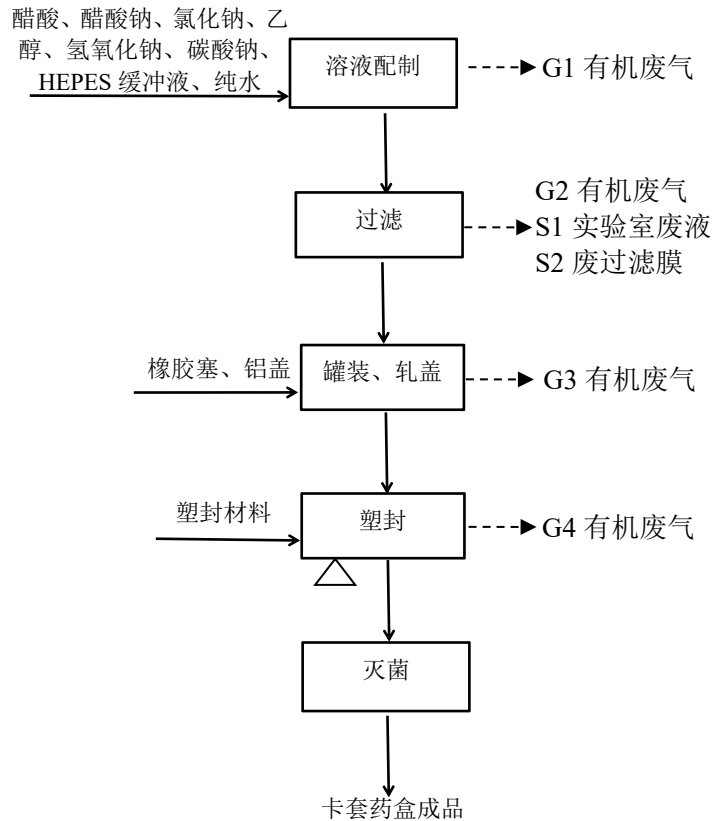 醋酸、醋酸钠、氯化钠、乙
醇、氢氧化钠、碳酸钠、
HEPES 缓冲液、纯水
溶液配制
G1 有机废气
过滤
G2 有机废气
S1 实验室废液
S2 废过滤膜
橡胶塞、铝盖
罐装、轧盖
G3 有机废气
塑封材料
塑封
G4 有机废气
灭菌
卡套药盒成品